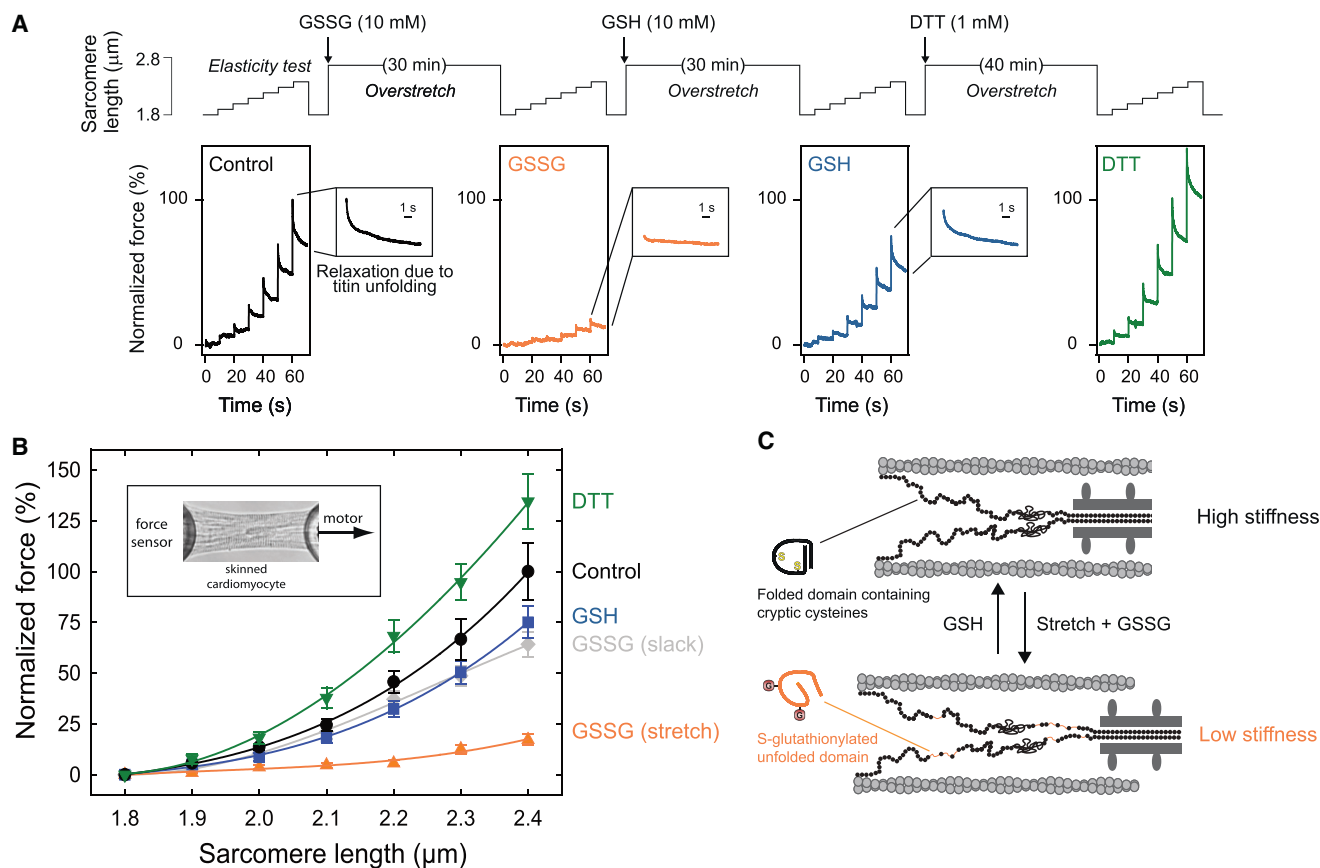 A
GSSG (10 mM)
GSH (10 mM)
DTT (1 mM)
Sarcomere
length (μm)
2.8
1.8
Elasticity test
(30 min)
Overstretch
(30 min)
Overstretch
(40 min)
Overstretch
Normalized force (%)
100
0
Control
1 s
Relaxation due to
titin unfolding
0 20 40 60
Time (s)
100
0
GSSG
1 s
0 20 40 60
Time (s)
100
0
GSH
1 s
0 20 40 60
Time (s)
100
0
DTT
0 20 40 60
Time (s)
B
Normalized force (%)
150
125
100
75
50
25
0
force
sensor
motor
skinned
cardiomyocyte
DTT
Control
GSH
GSSG (slack)
GSSG (stretch)
1.8 1.9 2.0 2.1 2.2 2.3 2.4
Sarcomere length (μm)
C
High stiffness
S
S
Folded domain containing
cryptic cysteines
GSH
Stretch + GSSG
G
G
S-glutathionylated
unfolded domain
Low stiffness